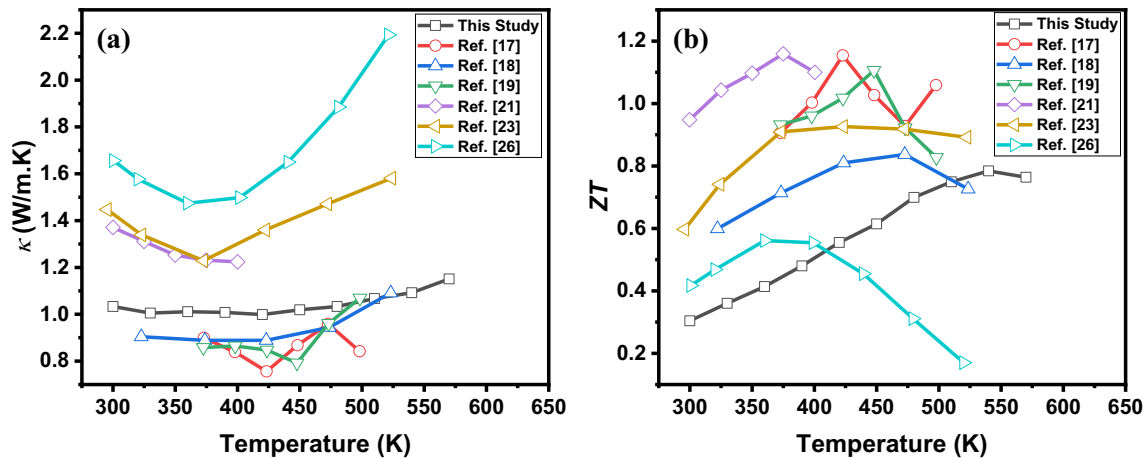 (a)
This Study
Ref. [17]
Ref. [18]
Ref. [19]
Ref. [21]
Ref. [23]
Ref. [26]
κ (W/m.K)
2.2
2.0
1.8
1.6
1.4
1.2
1.0
0.8
300 350 400 450 500 550 600 650
Temperature (K)
(b)
This Study
Ref. [17]
Ref. [18]
Ref. [19]
Ref. [21]
Ref. [23]
Ref. [26]
ZT
1.2
1.0
0.8
0.6
0.4
0.2
300 350 400 450 500 550 600 650
Temperature (K)